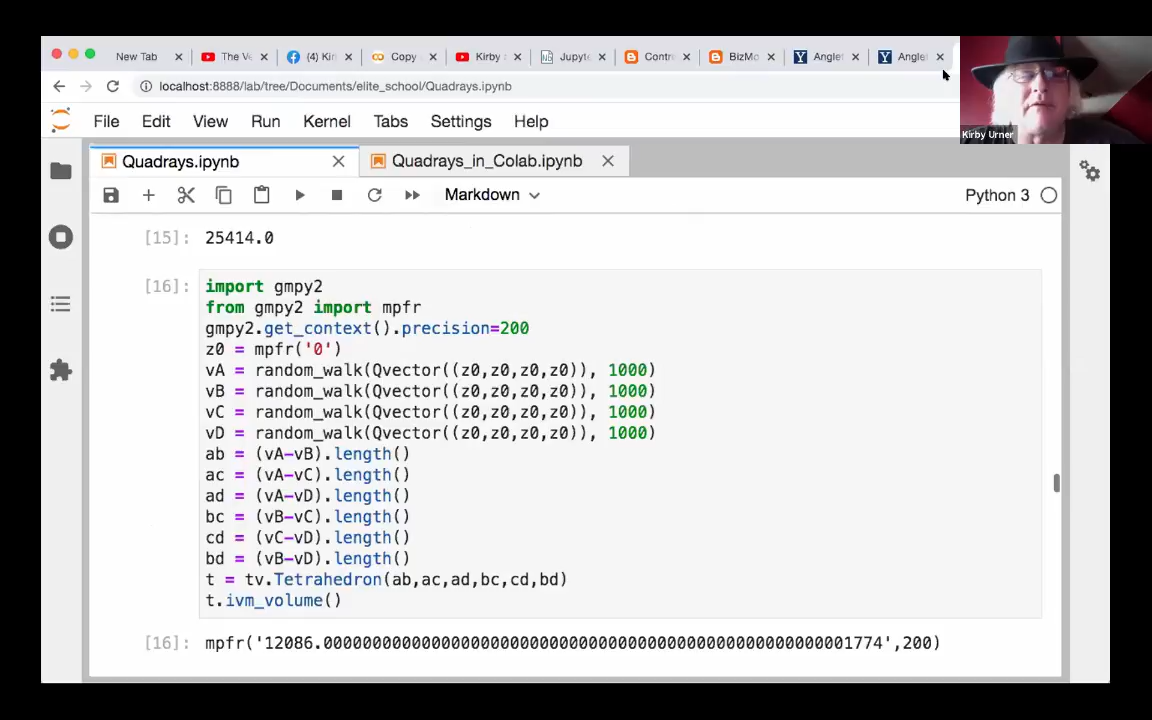 New Tab
The V
(4) Ki
Copy
Kirby
Jupyt
Contr
BizMo
Anglet
Anglet
localhost:8888/lab/tree/Documents/elite_school/Quadrays.ipynb
Kirby Urner
File Edit View Run Kernel Tabs Settings Help
Quadrays.ipynb
Quadrays_in_Colab.ipynb
Markdown
Python 3
[15]: 25414.0
[16]: import gmpy2
from gmpy2 import mpfr
gmpy2.get_context().precision=200
z0 = mpfr('0')
vA = random_walk(Qvector((z0,z0,z0,z0)), 1000)
vB = random_walk(Qvector((z0,z0,z0,z0)), 1000)
vC = random_walk(Qvector((z0,z0,z0,z0)), 1000)
vD = random_walk(Qvector((z0,z0,z0,z0)), 1000)
ab = (vA-vB).length()
ac = (vA-vC).length()
ad = (vA-vD).length()
bc = (vB-vC).length()
cd = (vC-vD).length()
bd = (vB-vD).length()
t = tv.Tetrahedron(ab,ac,ad,bc,cd,bd)
t.ivm_volume()
[16]: mpfr('12086.0000000000000000000000000000000000000000000000000000001774',200)